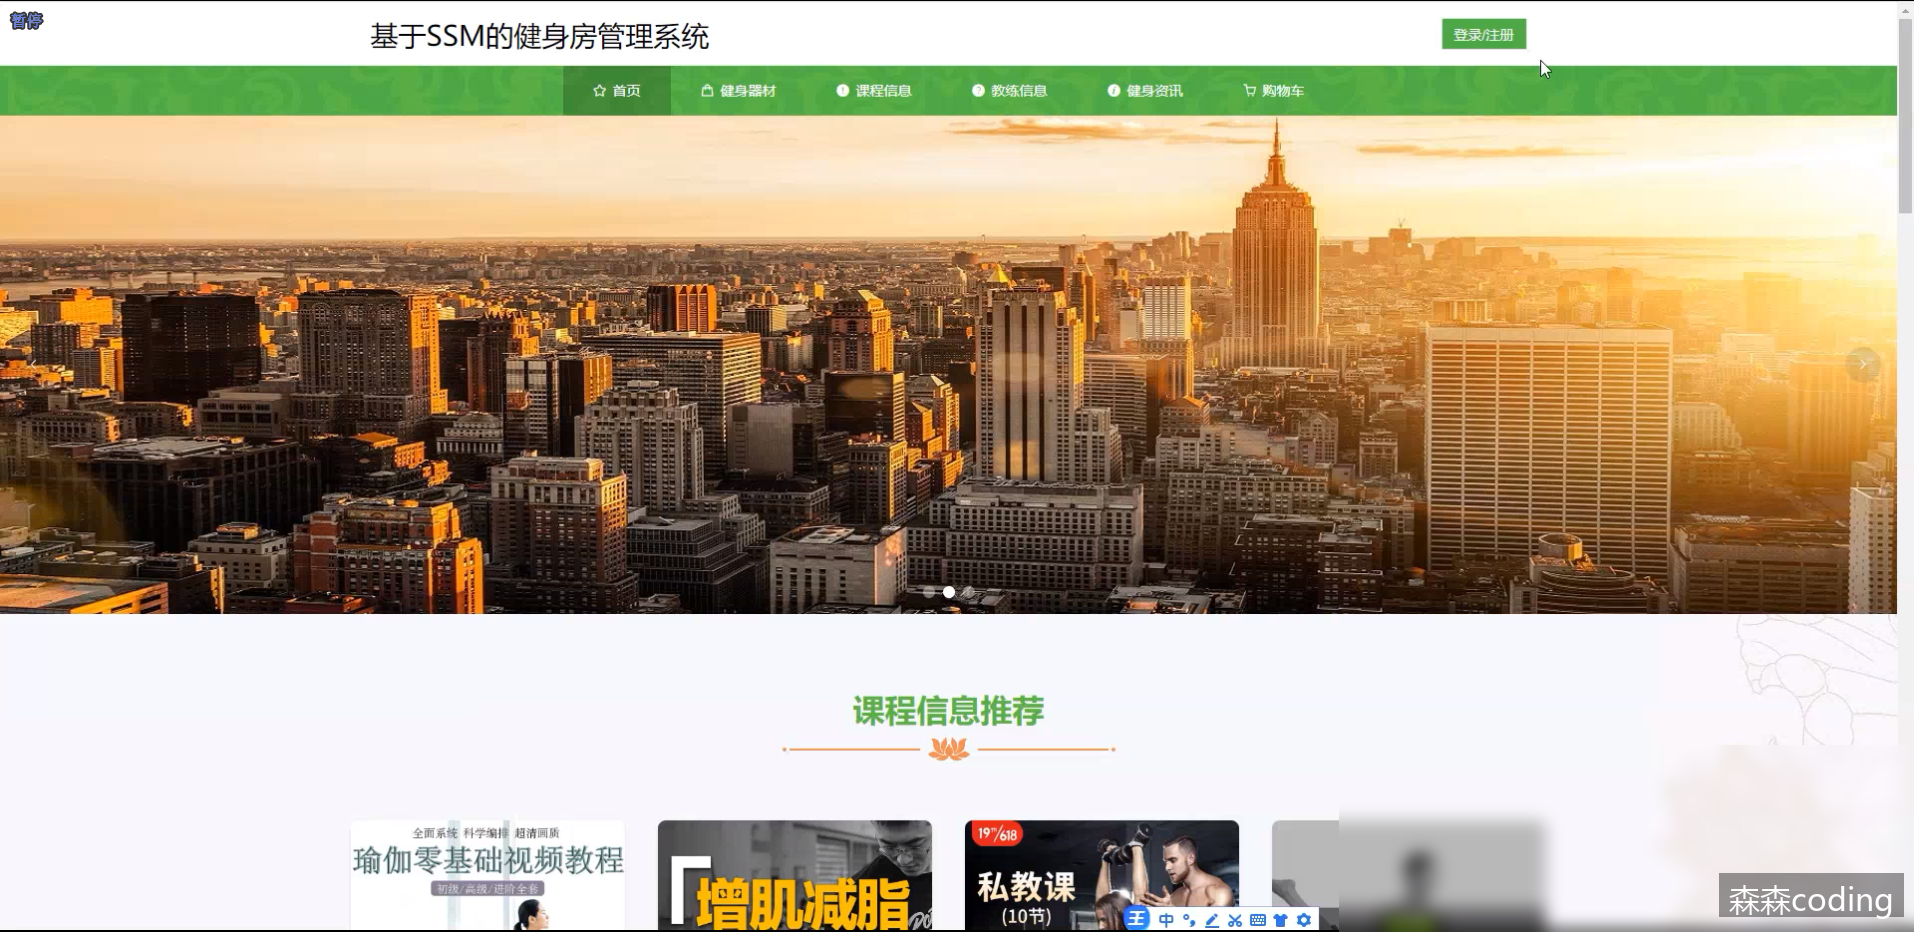 暂停
基于SSM的健身房管理系统
登录/注册
首页
健身器材
课程信息
教练信息
健身资讯
购物车
课程信息推荐
全面系统 科学编排 超清画质
瑜伽零基础视频教程
初级/高级/进阶全套
增肌减脂
19TH/618
私教课
(10节)
王 中
森森coding